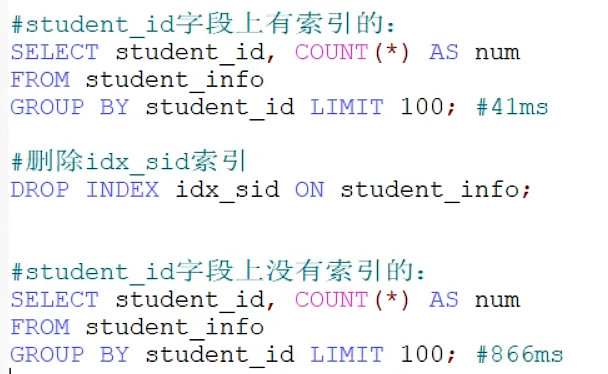 #student_id字段上有索引的：
SELECT student_id, COUNT(*) AS num
FROM student_info
GROUP BY student_id LIMIT 100; #41ms
#删除idx_sid索引
DROP INDEX idx_sid ON student_info;
#student_id字段上没有索引的：
SELECT student_id, COUNT(*) AS num
FROM student_info
GROUP BY student_id LIMIT 100; #866ms